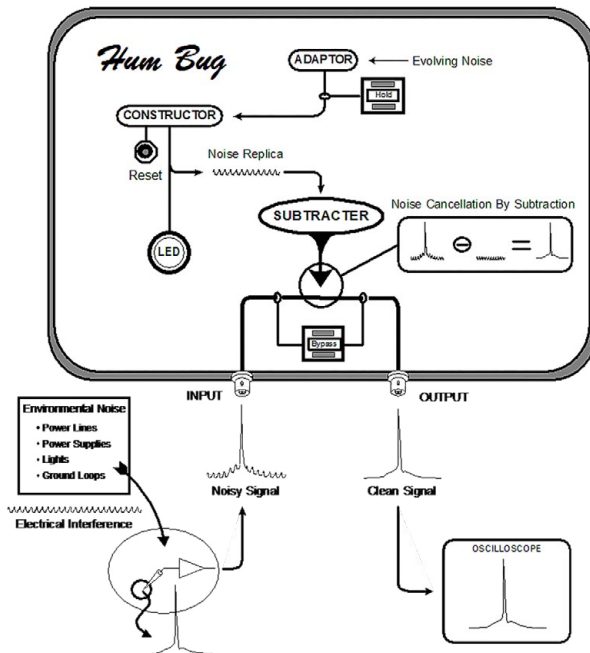 Hum Bug
ADAPTOR
Evolving Noise
Hold
CONSTRUCTOR
Reset
Noise Replica
LED
SUBTRACTER
Noise Cancellation By Subtraction
Bypass
INPUT
OUTPUT
Environmental Noise
• Power Lines
• Power Supplies
• Lights
• Ground Loops
Electrical Interference
Noisy Signal
Clean Signal
OSCILLOSCOPE